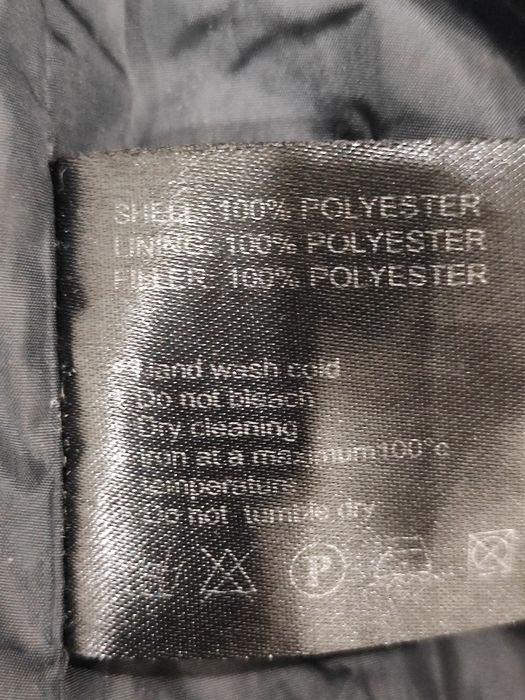 SHELL: 100% POLYESTER
LINING: 100% POLYESTER
FILLER: 100% POLYESTER
Hand wash cold
Do not bleach
Dry cleaning
Iron at a maximum100°c
temperature
Do not tumble dry
P